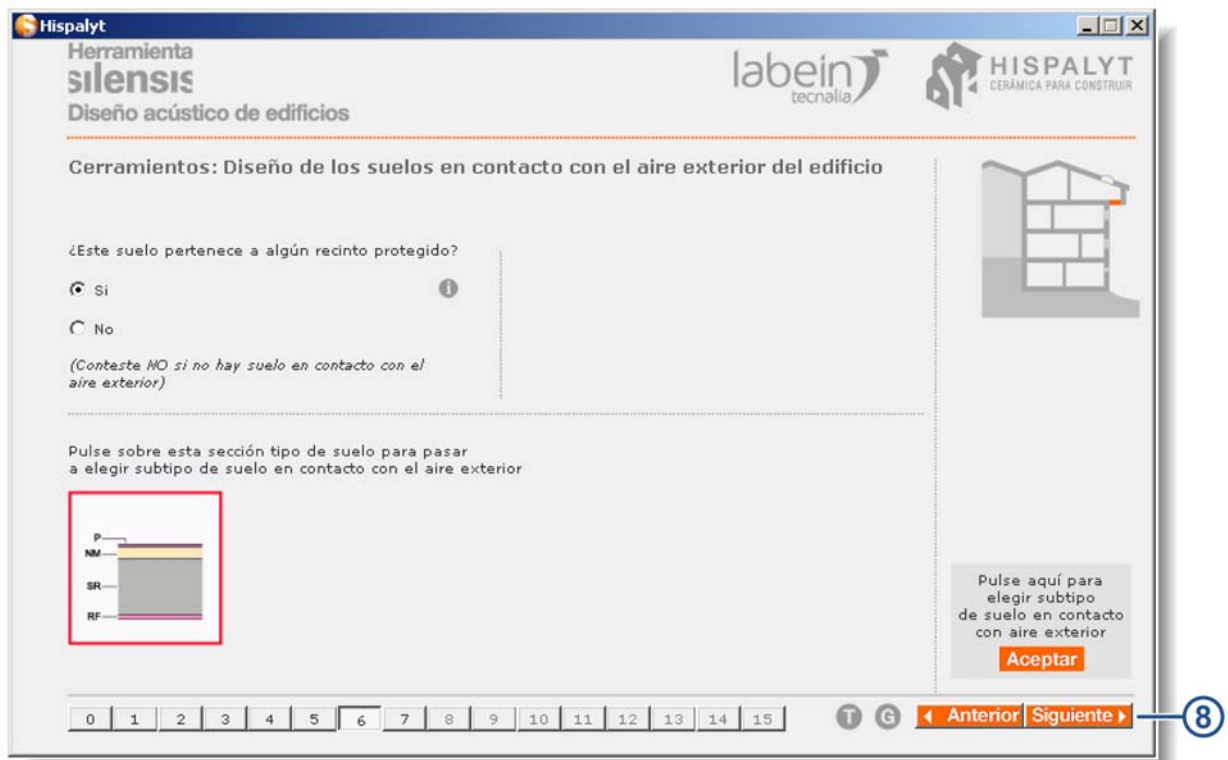 Hispalyt
Herramienta
silensis
Diseño acústico de edificios
labein
tecnalia
HISPALYT
CERÁMICA PARA CONSTRUIR
Cerramientos: Diseño de los suelos en contacto con el aire exterior del edificio
¿Este suelo pertenece a algún recinto protegido?
Si
i
No
(Conteste NO si no hay suelo en contacto con el
aire exterior)
Pulse sobre esta sección tipo de suelo para pasar
a elegir subtipo de suelo en contacto con el aire exterior
P
NM
SR
RF
Pulse aquí para
elegir subtipo
de suelo en contacto
con aire exterior
Aceptar
0 1 2 3 4 5 6 7 8 9 10 11 12 13 14 15
T G Anterior Siguiente 8